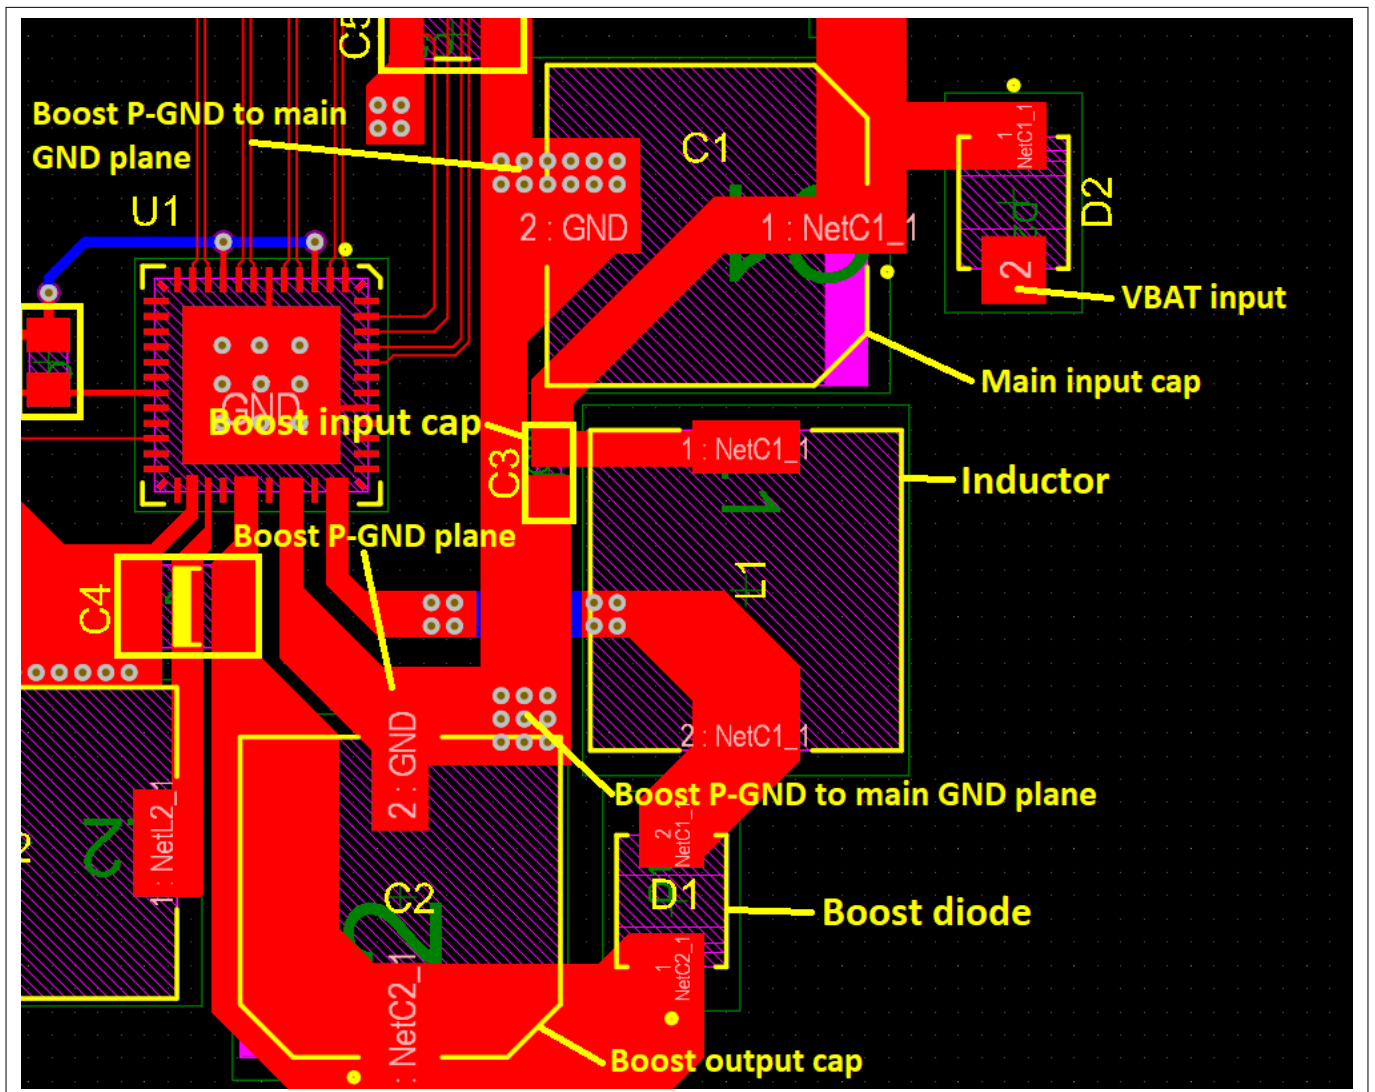 C5
Boost P-GND to main
GND plane
C1
1
NetC1_1
U1
D2
2 : GND
1 : NetC1_1
2
VBAT input
Main input cap
GND
Boost input cap
C3
1 : NetC1_1
Inductor
1
Boost P-GND plane
L1
C4
2 : GND
2 : NetC1_1
Boost P-GND to main GND plane
1 : NetL2_1
2
2
NetC1_1
D1
C2
2
Boost diode
1
NetC2_1
: NetC2_1
Boost output cap